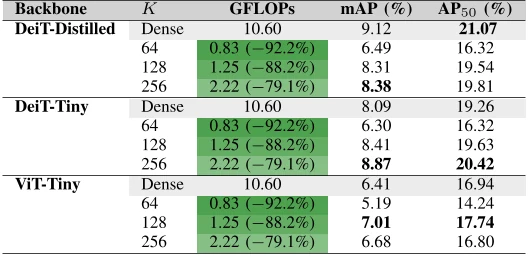 Backbone K GFLOPs mAP (%) AP50 (%)
DeiT-Distilled Dense 10.60 9.12 21.07
64 0.83 (−92.2%) 6.49 16.32
128 1.25 (−88.2%) 8.31 19.54
256 2.22 (−79.1%) 8.38 19.81
DeiT-Tiny Dense 10.60 8.09 19.26
64 0.83 (−92.2%) 6.30 16.32
128 1.25 (−88.2%) 8.41 19.63
256 2.22 (−79.1%) 8.87 20.42
ViT-Tiny Dense 10.60 6.41 16.94
64 0.83 (−92.2%) 5.19 14.24
128 1.25 (−88.2%) 7.01 17.74
256 2.22 (−79.1%) 6.68 16.80